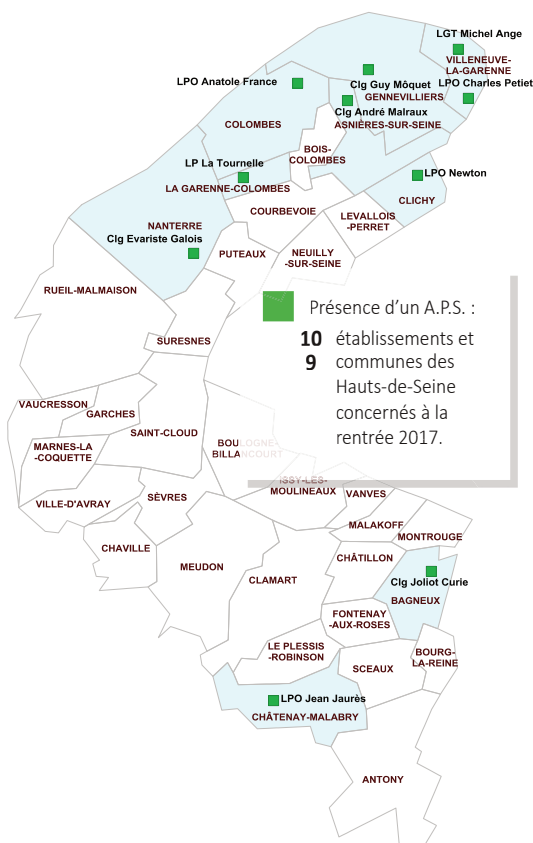 LGT Michel Ange
VILLENEUVE-
LA-GARENNE
LPO Charles Petiet
LPO Anatole France
Clg Guy Môquet
GENNEVILLIERS
Clg André Malraux
ASNIÈRES-SUR-SEINE
COLOMBES
BOIS-
COLOMBES
LP La Tournelle
LA GARENNE-COLOMBES
LPO Newton
CLICHY
COURBEVOIE
LEVALLOIS
-PERRET
NANTERRE
Clg Evariste Galois
PUTEAUX
NEUILLY
-SUR-SEINE
RUEIL-MALMAISON
Présence d'un A.P.S. :
10 établissements et
9 communes des
Hauts-de-Seine
concernés à la
rentrée 2017.
SURESNES
VAUCRESSON
GARCHES
SAINT-CLOUD
MARNES-LA
-COQUETTE
BOULOGNE-
BILLANCOURT
ISSY-LES-
MOULINEAUX
VANVES
VILLE-D'AVRAY
SÈVRES
MALAKOFF
MONTROUGE
CHAVILLE
MEUDON
CLAMART
CHÂTILLON
Clg Joliot Curie
BAGNEUX
FONTENAY
-AUX-ROSES
LE PLESSIS
-ROBINSON
SCEAUX
BOURG-
LA-REINE
LPO Jean Jaurès
CHÂTENAY-MALABRY
ANTONY